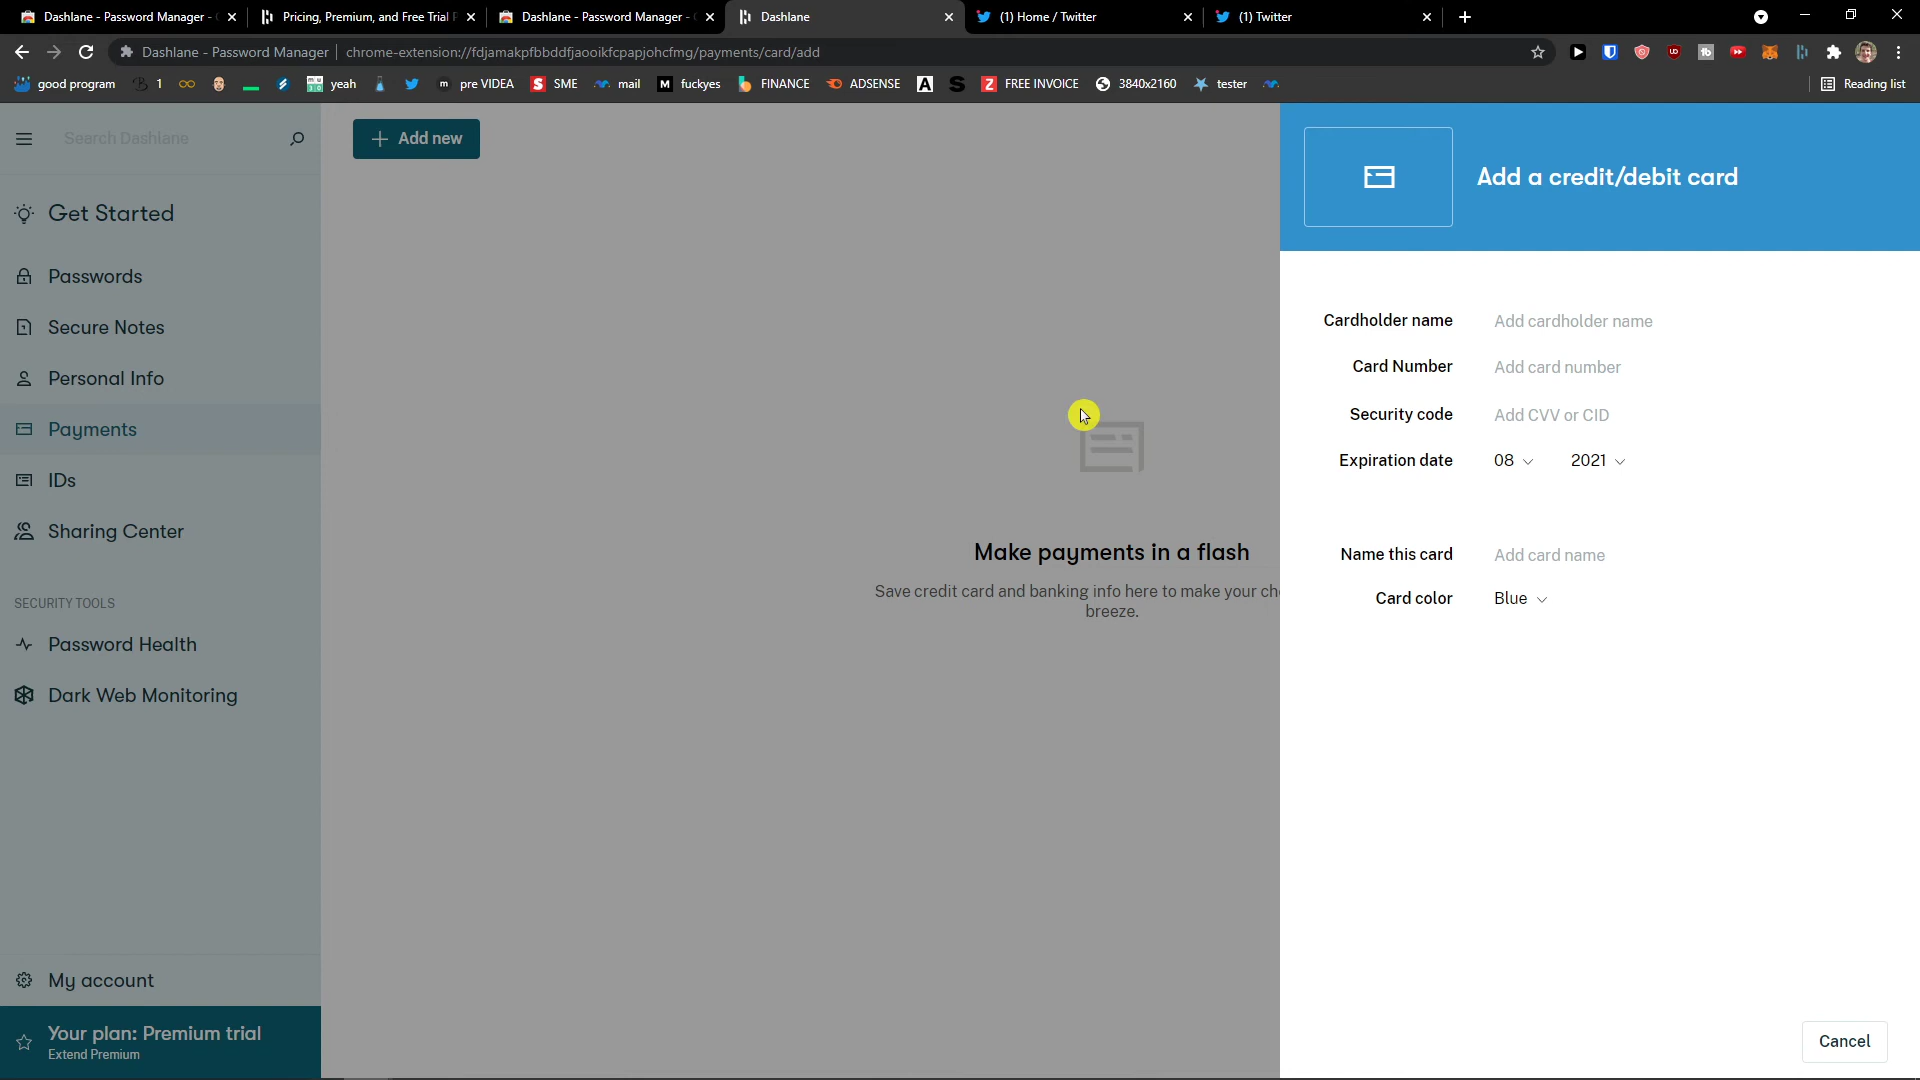 Dashlane - Password Manager -
Pricing, Premium, and Free Trial
Dashlane - Password Manager -
Dashlane
(1) Home / Twitter
(1) Twitter
Dashlane - Password Manager
chrome-extension://fdjamakpfbbddfjaooikfcpapjohcfmg/payments/card/add
good program
1
yeah
pre VIDEA
SME
mail
fuckyes
FINANCE
ADSENSE
FREE INVOICE
3840x2160
tester
Reading list
Search Dashlane
Add new
Get Started
Passwords
Secure Notes
Personal Info
Payments
IDs
Sharing Center
SECURITY TOOLS
Password Health
Dark Web Monitoring
My account
Your plan: Premium trial
Extend Premium
Make payments in a flash
Save credit card and banking info here to make your
breeze.
Add a credit/debit card
Cardholder name Add cardholder name
Card Number Add card number
Security code Add CVV or CID
Expiration date 08 2021
Name this card Add card name
Card color Blue
Cancel